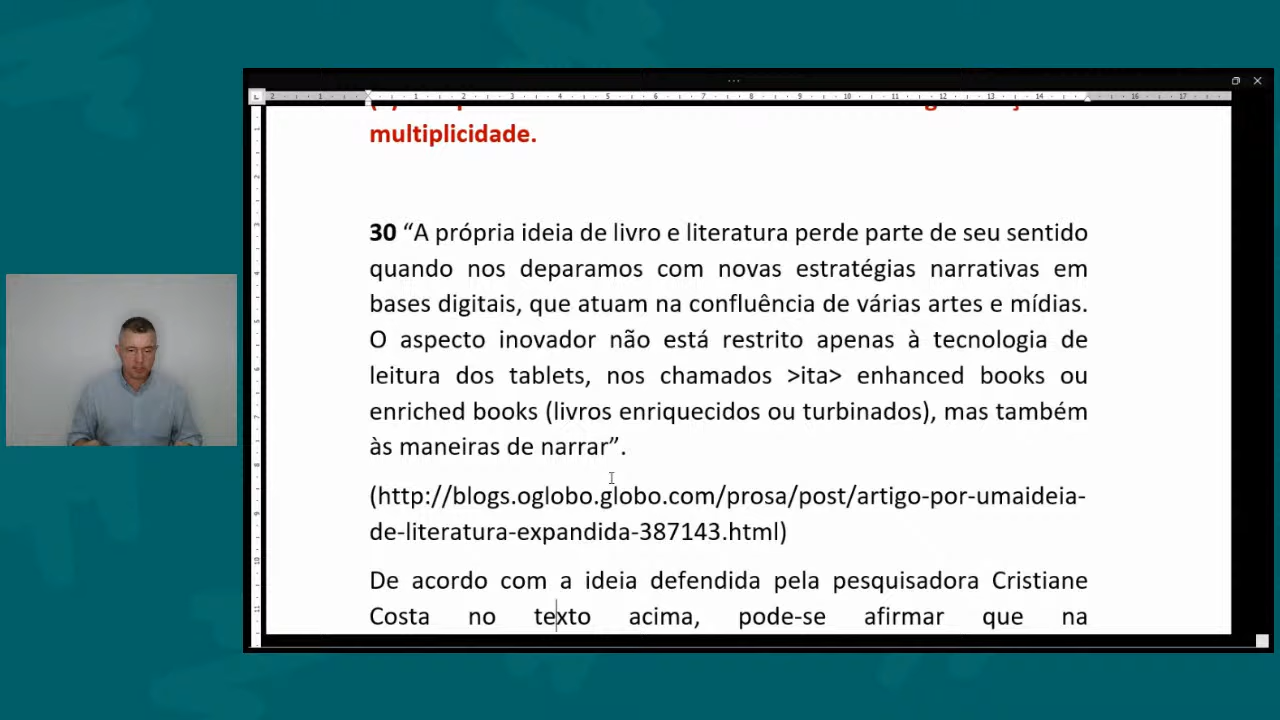 multiplicidade.
30 “A própria ideia de livro e literatura perde parte de seu sentido
quando nos deparamos com novas estratégias narrativas em
bases digitais, que atuam na confluência de várias artes e mídias.
O aspecto inovador não está restrito apenas à tecnologia de
leitura dos tablets, nos chamados >ita> enhanced books ou
enriched books (livros enriquecidos ou turbinados), mas também
às maneiras de narrar”.
(http://blogs.oglobo.globo.com/prosa/post/artigo-por-umaideia-
de-literatura-expandida-387143.html)
De acordo com a ideia defendida pela pesquisadora Cristiane
Costa no texto acima, pode-se afirmar que na